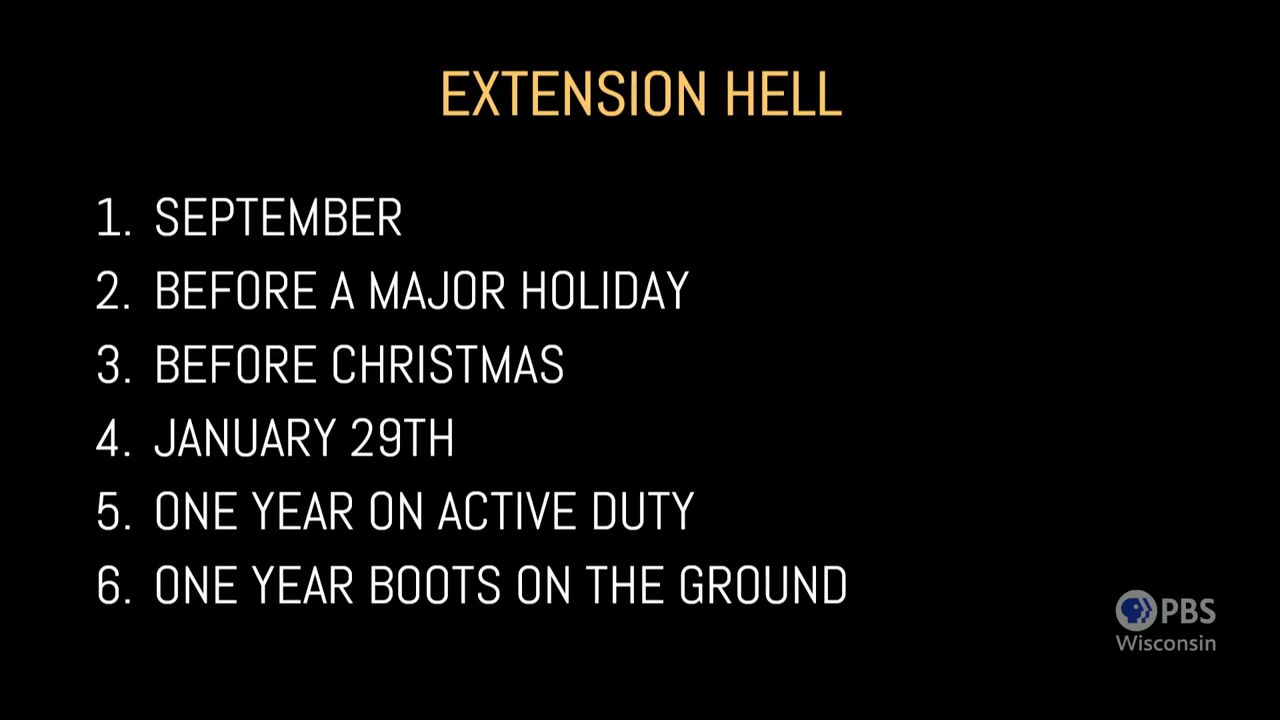 EXTENSION HELL
1. SEPTEMBER
2. BEFORE A MAJOR HOLIDAY
3. BEFORE CHRISTMAS
4. JANUARY 29TH
5. ONE YEAR ON ACTIVE DUTY
6. ONE YEAR BOOTS ON THE GROUND
PBS
Wisconsin